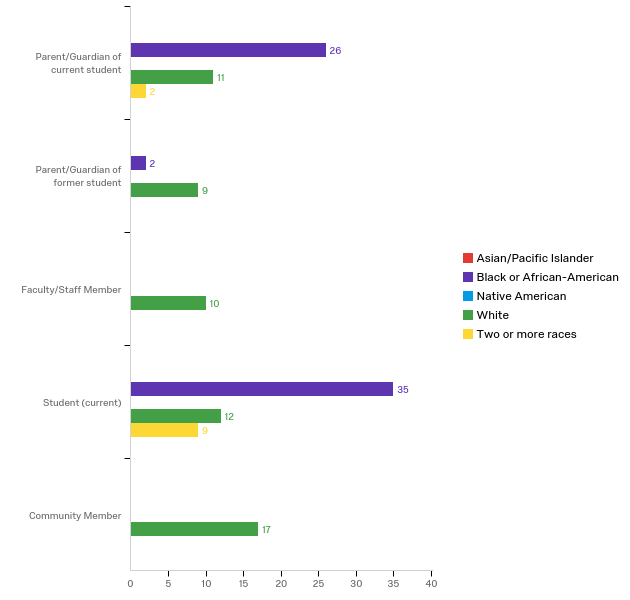 Parent/Guardian of
current student
26
11
2
Parent/Guardian of
former student
2
9
Faculty/Staff Member
10
Student (current)
35
12
9
Community Member
17
0 5 10 15 20 25 30 35 40
Asian/Pacific Islander
Black or African-American
Native American
White
Two or more races